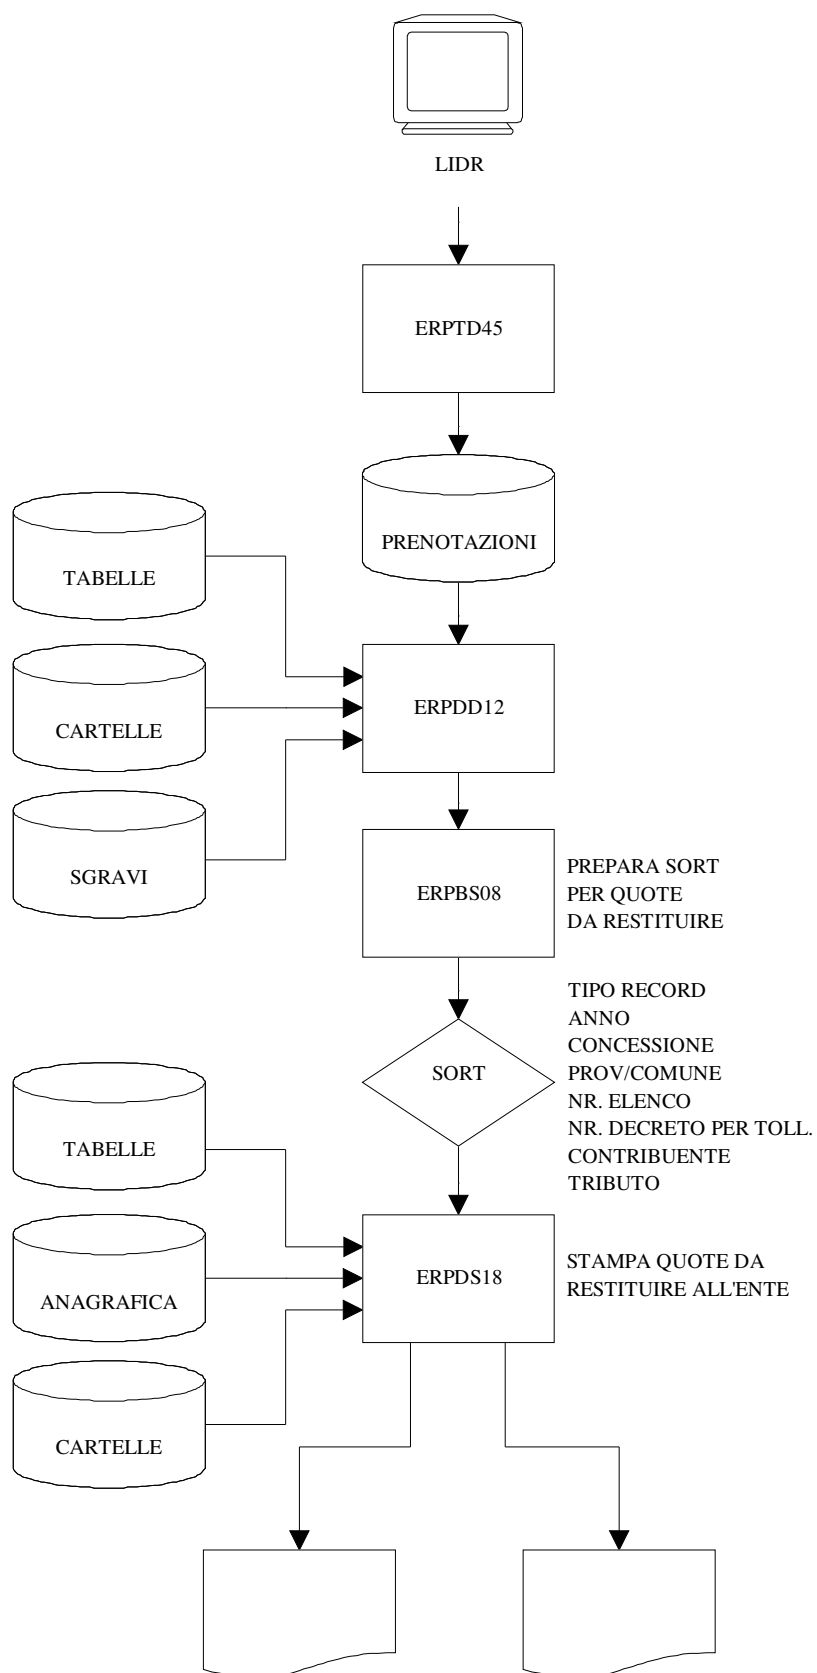 LIDR
ERPTD45
PRENOTAZIONI
TABELLE
CARTELLE
ERPDD12
SGRAVI
ERPBS08
PREPARA SORT
PER QUOTE
DA RESTITUIRE
SORT
TIPO RECORD
ANNO
CONCESSIONE
PROV/COMUNE
NR. ELENCO
NR. DECRETO PER TOLL.
CONTRIBUENTE
TRIBUTO
TABELLE
ANAGRAFICA
CARTELLE
ERPDS18
STAMPA QUOTE DA
RESTITUIRE ALL'ENTE